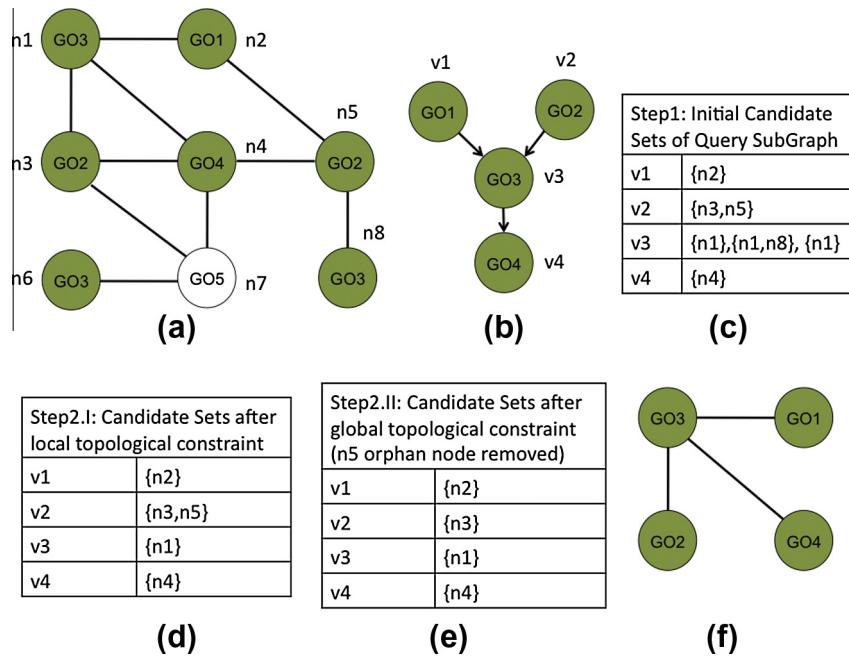 n1 GO3 GO1 n2
n3 GO2 GO4 n4 n5 GO2
n6 GO3 GO5 n7 n8 GO3
(a)
v1 v2
GO1 GO2
GO3 v3
GO4 v4
(b)
Step1: Initial Candidate
Sets of Query SubGraph
v1 {n2}
v2 {n3,n5}
v3 {n1},{n1,n8}, {n1}
v4 {n4}
(c)
Step2.I: Candidate Sets after
local topological constraint
v1 {n2}
v2 {n3,n5}
v3 {n1}
v4 {n4}
(d)
Step2.II: Candidate Sets after
global topological constraint
(n5 orphan node removed)
v1 {n2}
v2 {n3}
v3 {n1}
v4 {n4}
(e)
GO3 GO1
GO2 GO4
(f)